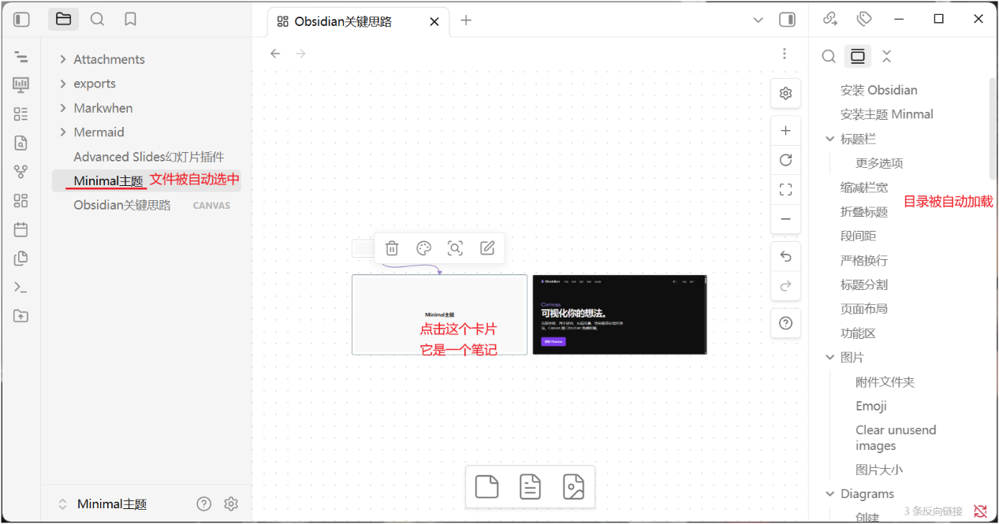 Obsidian关键思路
Attachments
exports
Markwhen
Mermaid
Advanced Slides幻灯片插件
Minimal主题 文件被自动选中
Obsidian关键思路 CANVAS
Minimal主题
Minimal主题
点击这个卡片
它是一个笔记
Obsidian
Canvas
可视化你的想法。
安装 Obsidian
安装主题 Minmal
标题栏
更多选项
缩减栏宽
目录被自动加载
折叠标题
段间距
严格换行
标题分割
页面布局
功能区
图片
附件文件夹
Emoji
Clear unusend
images
图片大小
Diagrams
创建
3 条反向链接